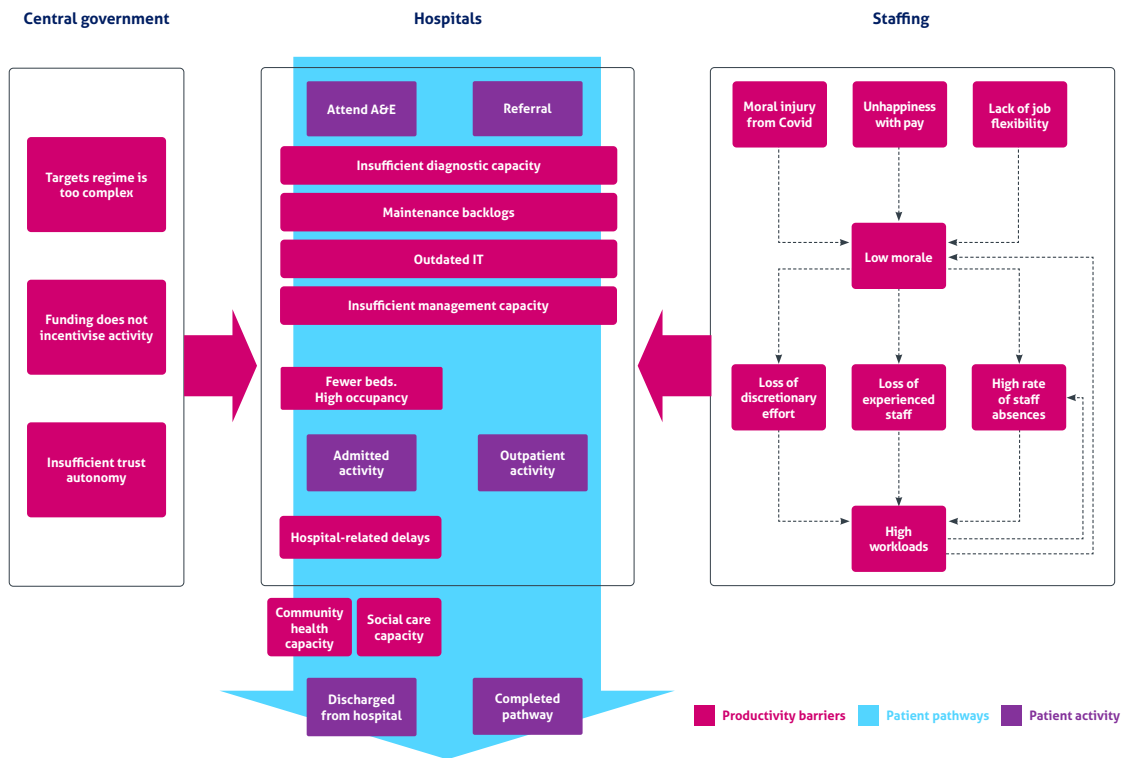 Central government
Hospitals
Staffing
Targets regime is
too complex
Funding does not
incentivise activity
Insufficient trust
autonomy
Attend A&E
Referral
Insufficient diagnostic capacity
Maintenance backlogs
Outdated IT
Insufficient management capacity
Fewer beds.
High occupancy
Admitted
activity
Outpatient
activity
Hospital-related delays
Community
health
capacity
Social care
capacity
Discharged
from hospital
Completed
pathway
Moral injury
from Covid
Unhappiness
with pay
Lack of job
flexibility
Low morale
Loss of
discretionary
effort
Loss of
experienced
staff
High rate
of staff
absences
High
workloads
Productivity barriers
Patient pathways
Patient activity